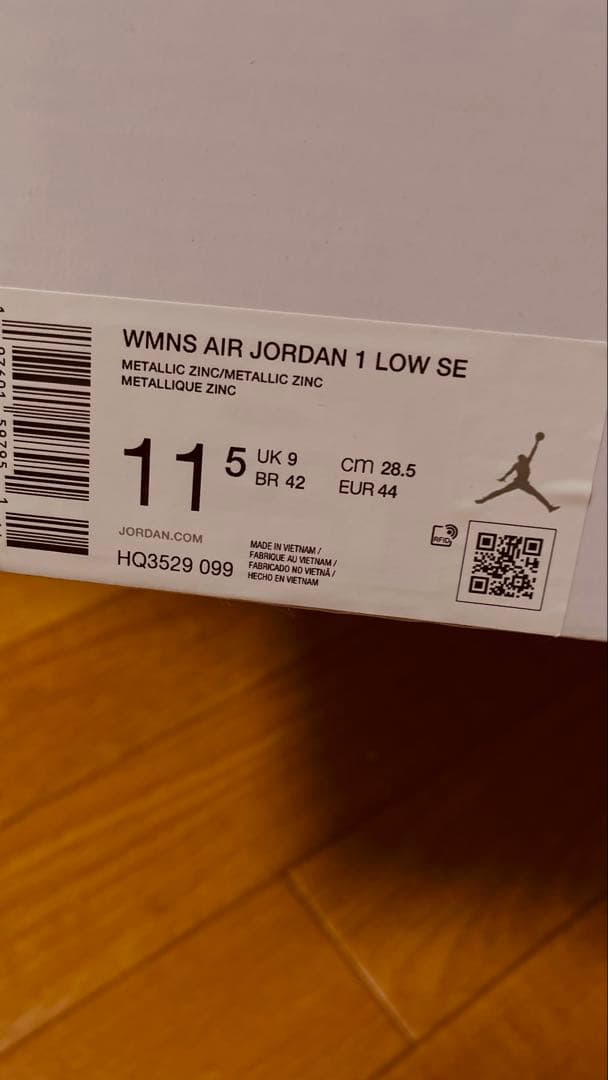 WMNS AIR JORDAN 1 LOW SE
METALLIC ZINC/METALLIC ZINC
METALLIQUE ZINC
11 5
UK 9
BR 42
cm 28.5
EUR 44
JORDAN.COM
HQ3529 099
MADE IN VIETNAM /
FABRIQUE AU VIETNAM /
FABRICADO NO VIETNÃ /
HECHO EN VIETNAM
RFID